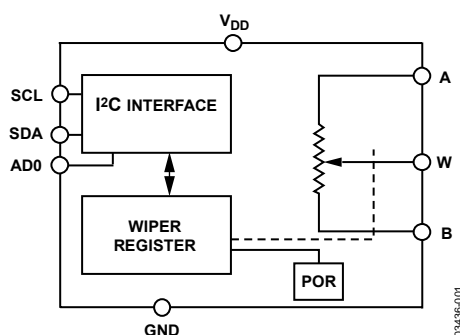 VDD
SCL
SDA
AD0
I2C INTERFACE
WIPER
REGISTER
POR
A
W
B
GND
03436-001